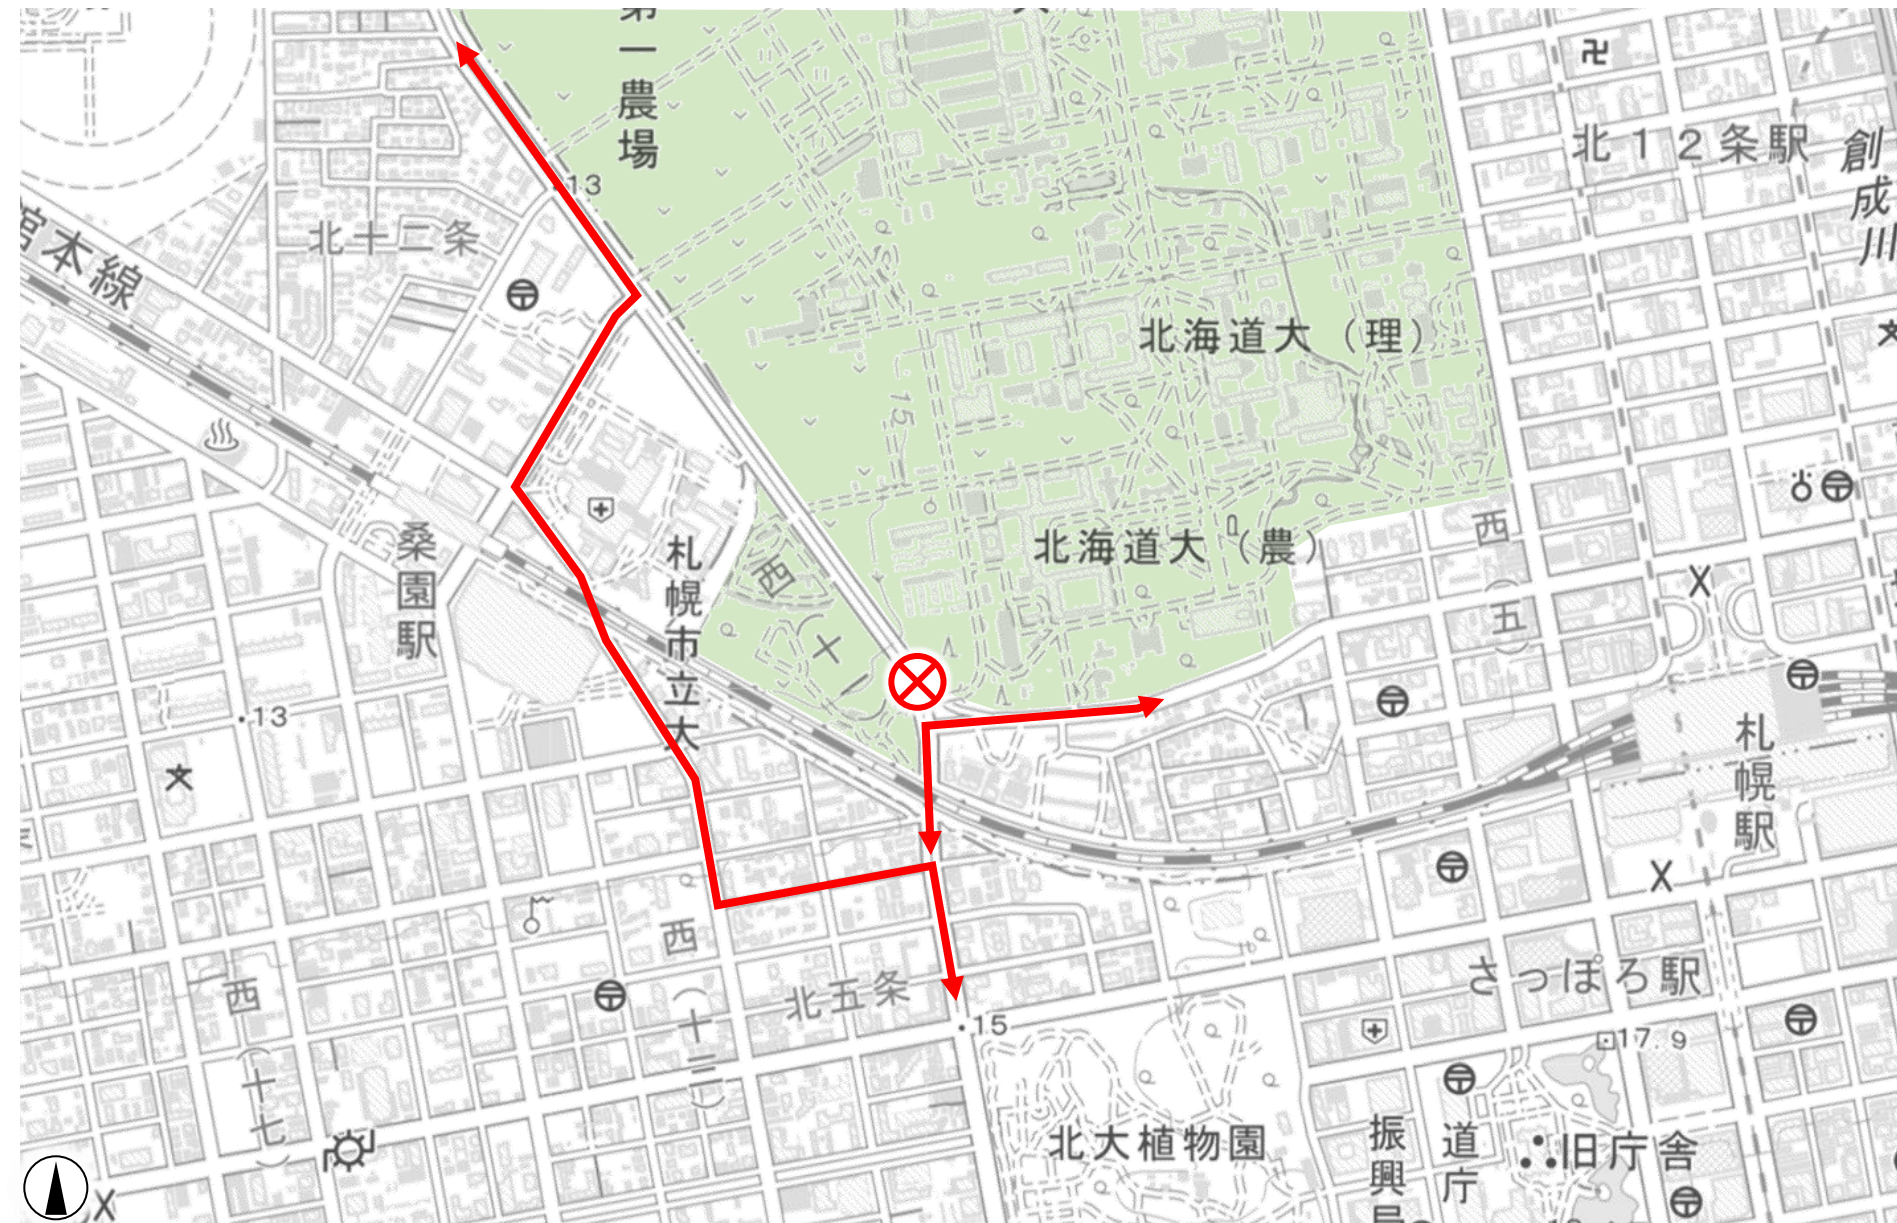 第一農場
北12条駅
創成川
13
北十二条
館本線
北海道大（理）
15
北海道大（農）
西
（五）
桑園駅
札幌市立大
西
13
札幌駅
西
北五条
さっぽろ駅
西
（十三）
15
17.9
（十七）
北大植物園
振興局
道庁
旧庁舎